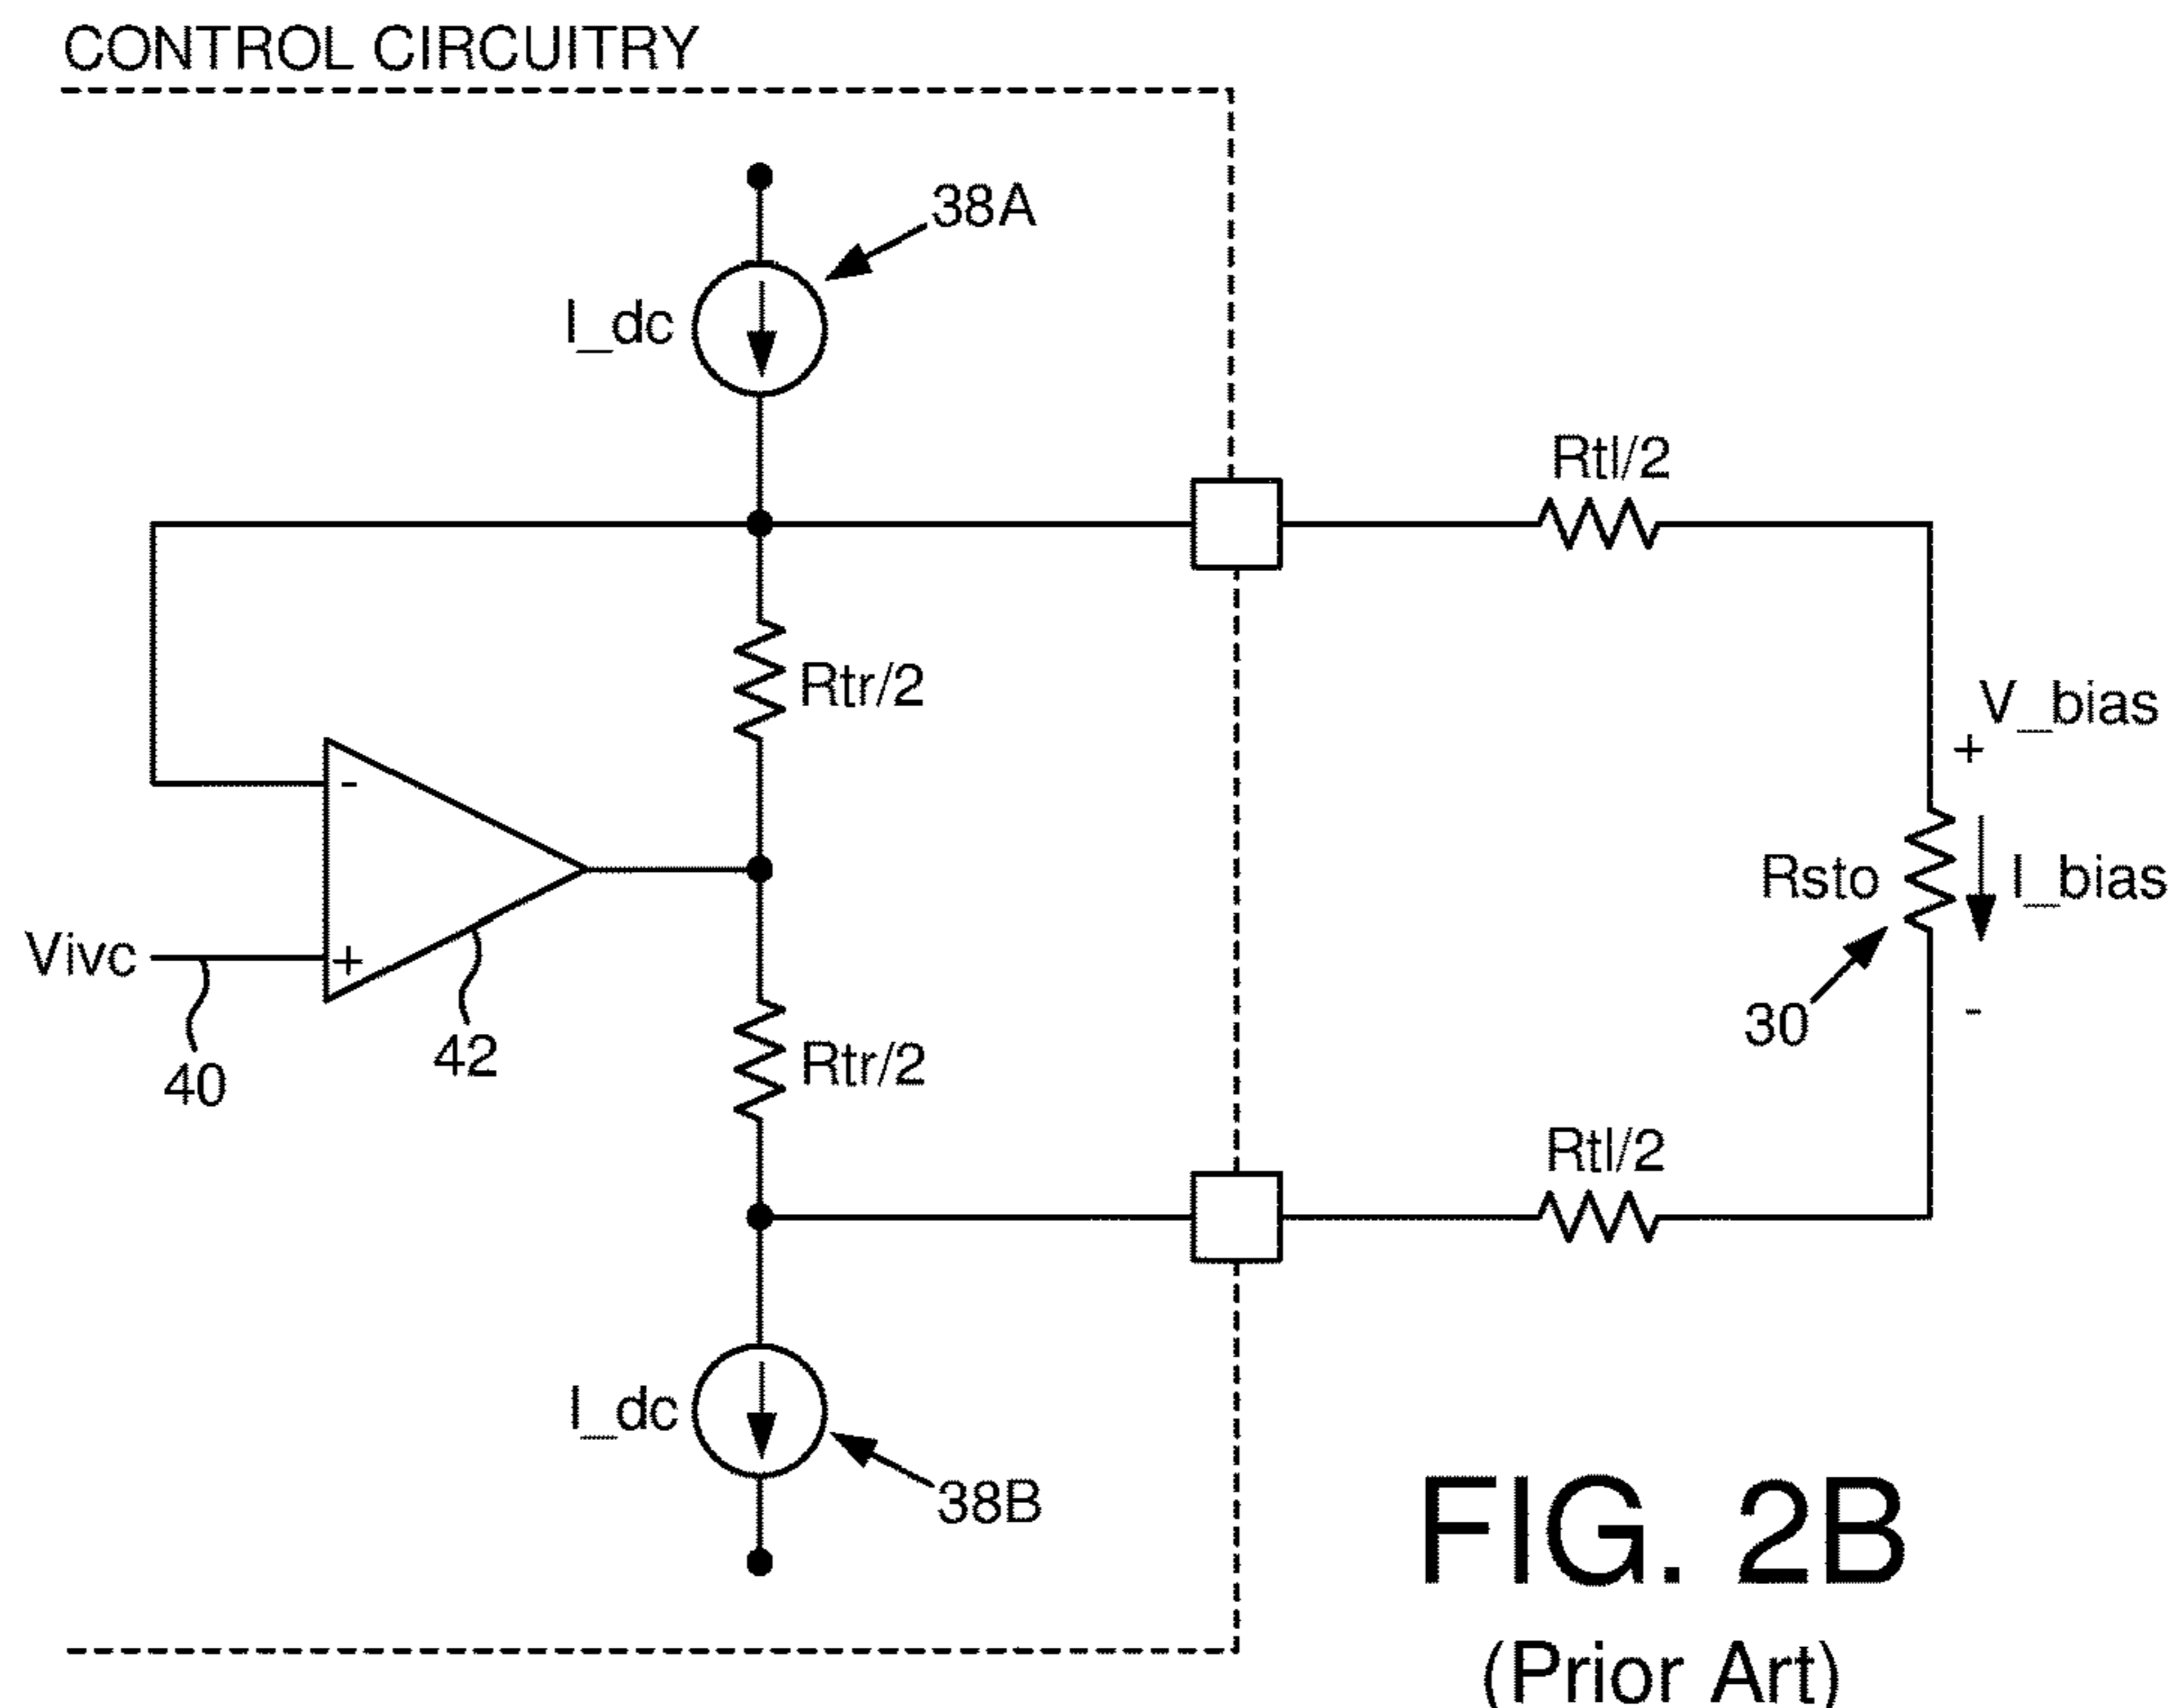 CONTROL CIRCUITRY
38A
I_dc
Rtl/2
Rtr/2
V_bias
+
-
Rsto
I_bias
Vivc
+
30
-
42
40
Rtr/2
Rtl/2
I_dc
38B
FIG. 2B
(Prior Art)